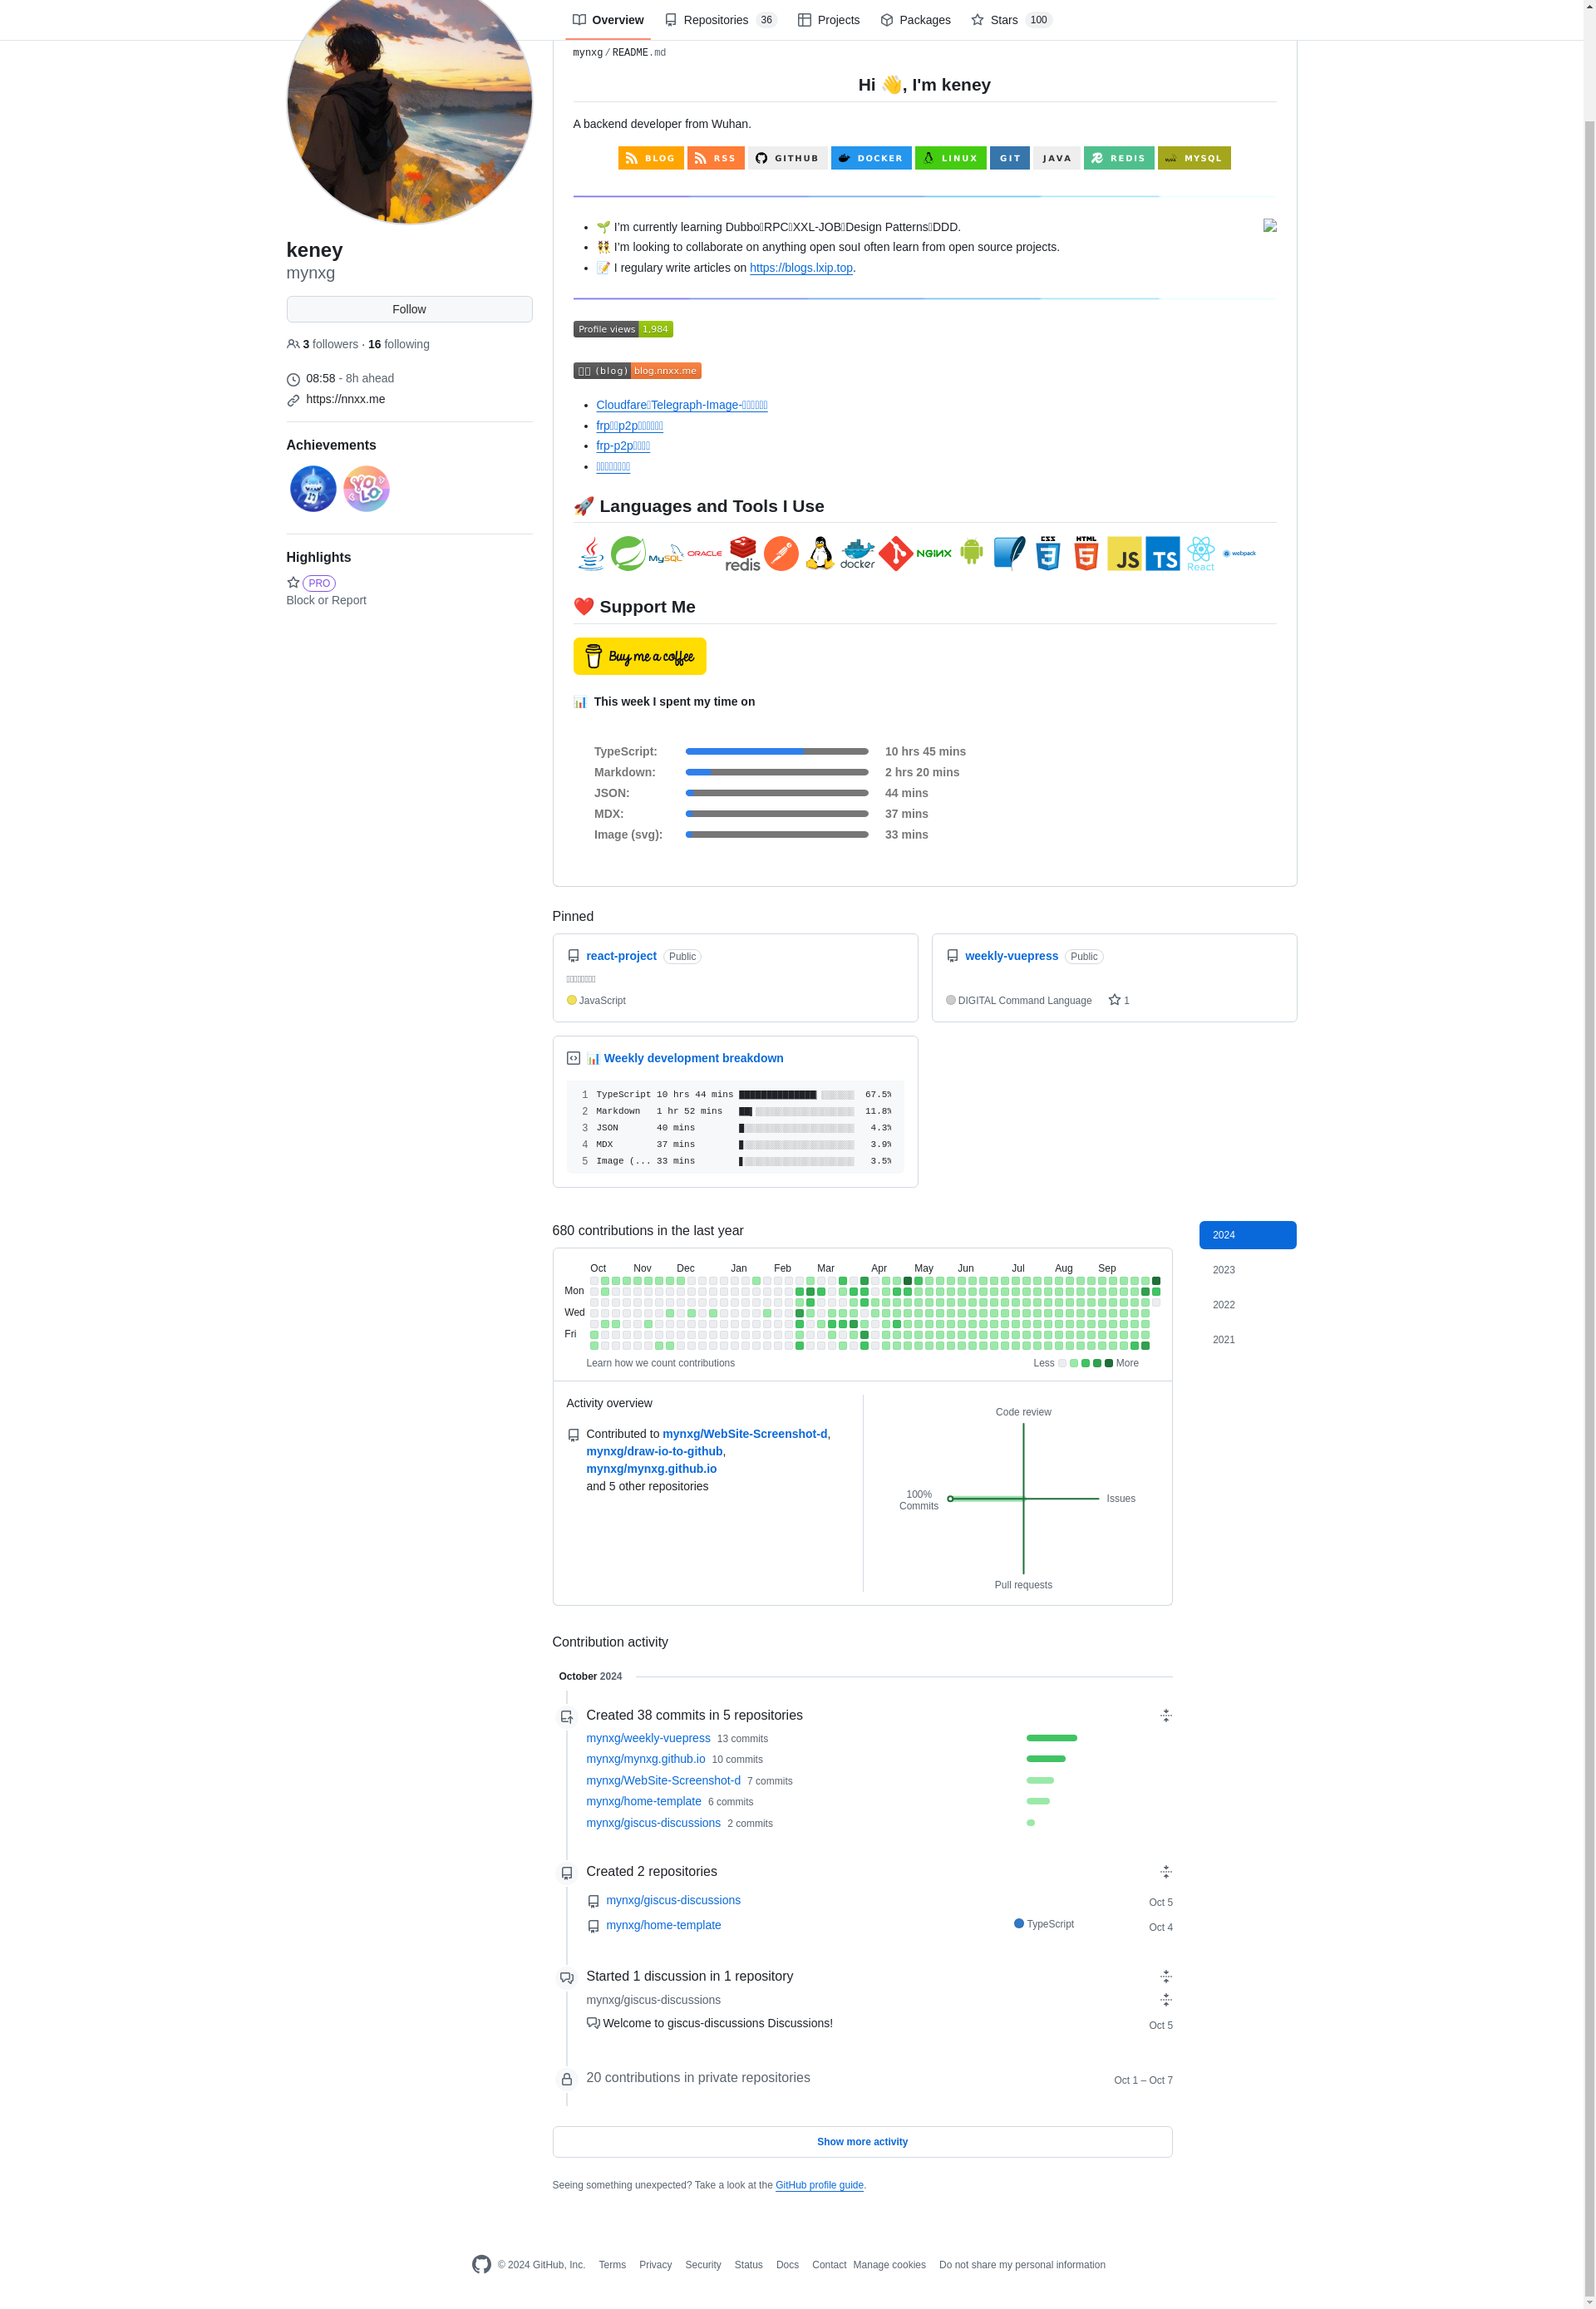 Overview Repositories 36 Projects Packages Stars 100
mynxg/README.md
Hi 👋, I'm keney
A backend developer from Wuhan.
BLOG RSS GITHUB DOCKER LINUX GIT JAVA REDIS MYSQL
🌱 I'm currently learning Dubbo RPC XXL-JOB Design Patterns DDD.
👯 I'm looking to collaborate on anything open souI often learn from open source projects.
📝 I regulary write articles on https://blogs.lxip.top.
keney
mynxg
Follow
3 followers · 16 following
08:58 - 8h ahead
https://nnxx.me
Achievements
YOLO
Highlights
PRO
Block or Report
Profile views 1,984
(blog) blog.nnxx.me
Cloudfare Telegraph-Image-
frp p2p
frp-p2p
🚀 Languages and Tools I Use
MySQL ORACLE redis docker NGINX CSS HTML JS TS React webpack
❤️ Support Me
Buy me a coffee
📊 This week I spent my time on
TypeScript: 10 hrs 45 mins
Markdown: 2 hrs 20 mins
JSON: 44 mins
MDX: 37 mins
Image (svg): 33 mins
Pinned
react-project Public
JavaScript
weekly-vuepress Public
DIGITAL Command Language 1
📊 Weekly development breakdown
1 TypeScript 10 hrs 44 mins 67.5%
2 Markdown 1 hr 52 mins 11.8%
3 JSON 40 mins 4.3%
4 MDX 37 mins 3.9%
5 Image (... 33 mins 3.5%
680 contributions in the last year
2024
2023
2022
2021
Oct Nov Dec Jan Feb Mar Apr May Jun Jul Aug Sep
Mon
Wed
Fri
Learn how we count contributions
Less More
Activity overview
Contributed to mynxg/WebSite-Screenshot-d,
mynxg/draw-io-to-github,
mynxg/mynxg.github.io
and 5 other repositories
Code review
100%
Commits
Issues
Pull requests
Contribution activity
October 2024
Created 38 commits in 5 repositories
mynxg/weekly-vuepress 13 commits
mynxg/mynxg.github.io 10 commits
mynxg/WebSite-Screenshot-d 7 commits
mynxg/home-template 6 commits
mynxg/giscus-discussions 2 commits
Created 2 repositories
mynxg/giscus-discussions Oct 5
mynxg/home-template TypeScript Oct 4
Started 1 discussion in 1 repository
mynxg/giscus-discussions
Welcome to giscus-discussions Discussions! Oct 5
20 contributions in private repositories Oct 1 – Oct 7
Show more activity
Seeing something unexpected? Take a look at the GitHub profile guide.
© 2024 GitHub, Inc. Terms Privacy Security Status Docs Contact Manage cookies Do not share my personal information